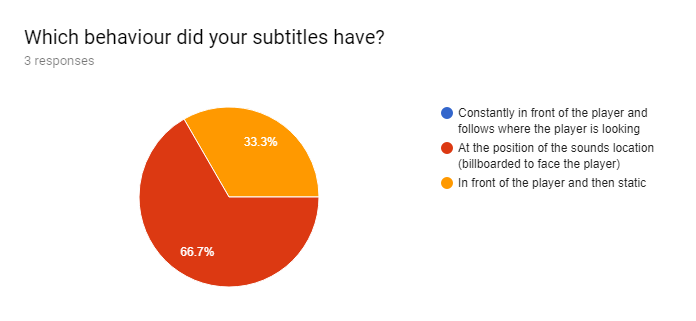 Which behaviour did your subtitles have?
3 responses
33.3%
66.7%
Constantly in front of the player and
follows where the player is looking
At the position of the sounds location
(billboarded to face the player)
In front of the player and then static